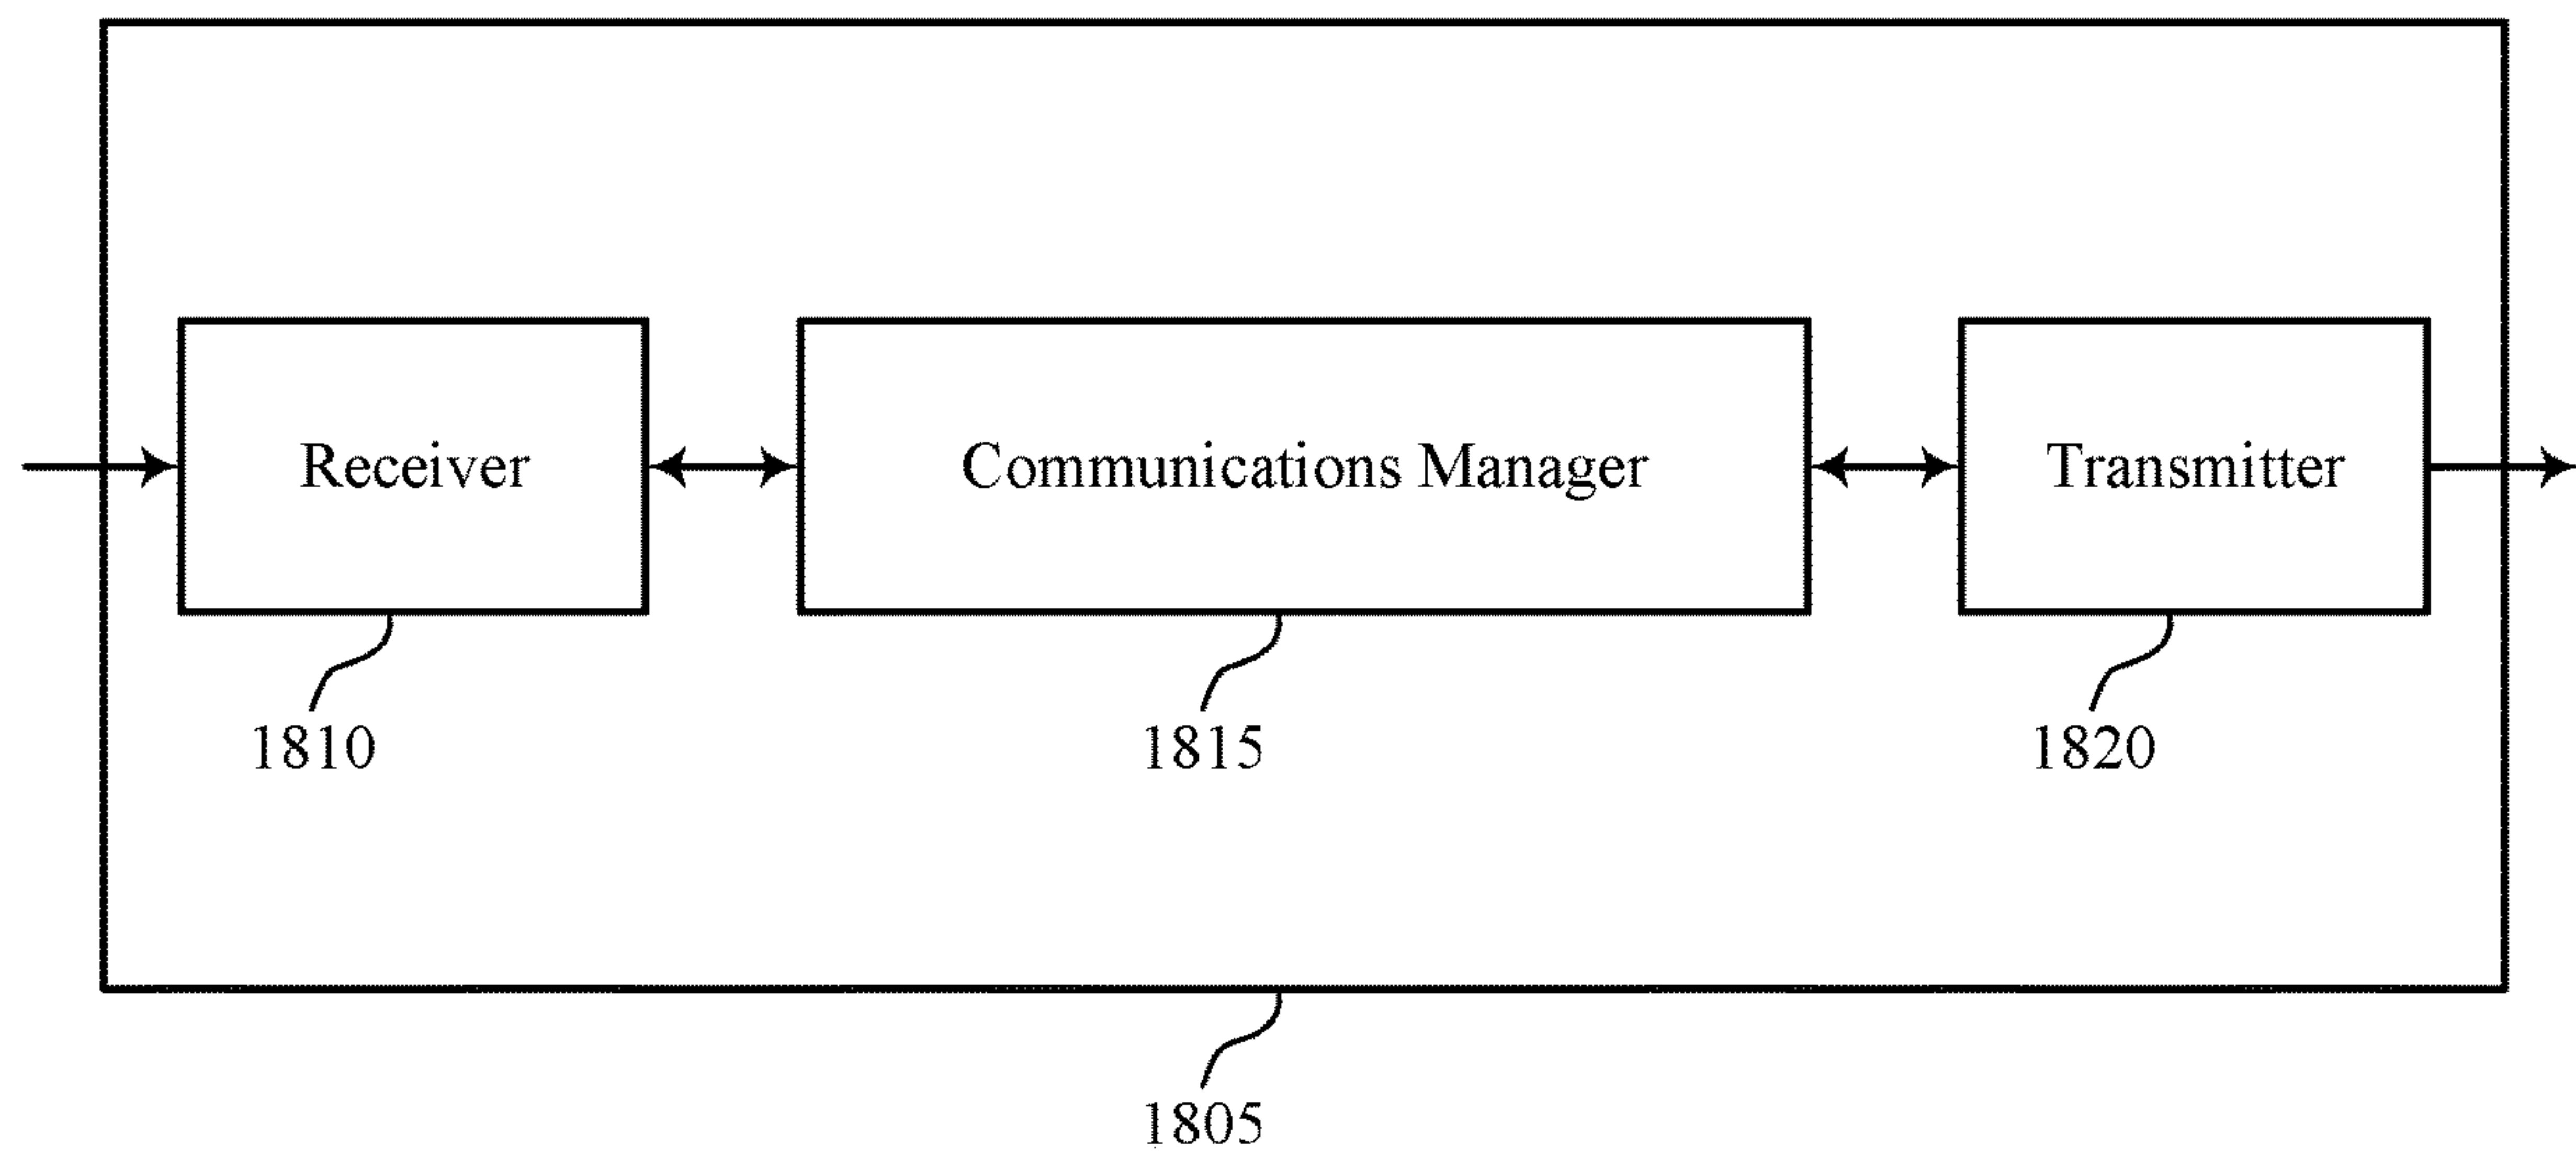 Receiver
Communications Manager
Transmitter
1810
1815
1820
1805